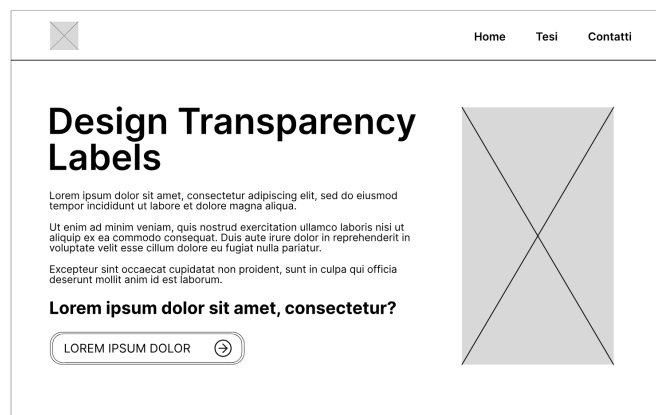 Home Tesi Contatti
Design Transparency
Labels
Lorem ipsum dolor sit amet, consectetur adipiscing elit, sed do eiusmod
tempor incididunt ut labore et dolore magna aliqua.
Ut enim ad minim veniam, quis nostrud exercitation ullamco laboris nisi ut
aliquip ex ea commodo consequat. Duis aute irure dolor in reprehenderit in
voluptate velit esse cillum dolore eu fugiat nulla pariatur.
Excepteur sint occaecat cupidatat non proident, sunt in culpa qui officia
deserunt mollit anim id est laborum.
Lorem ipsum dolor sit amet, consectetur?
LOREM IPSUM DOLOR